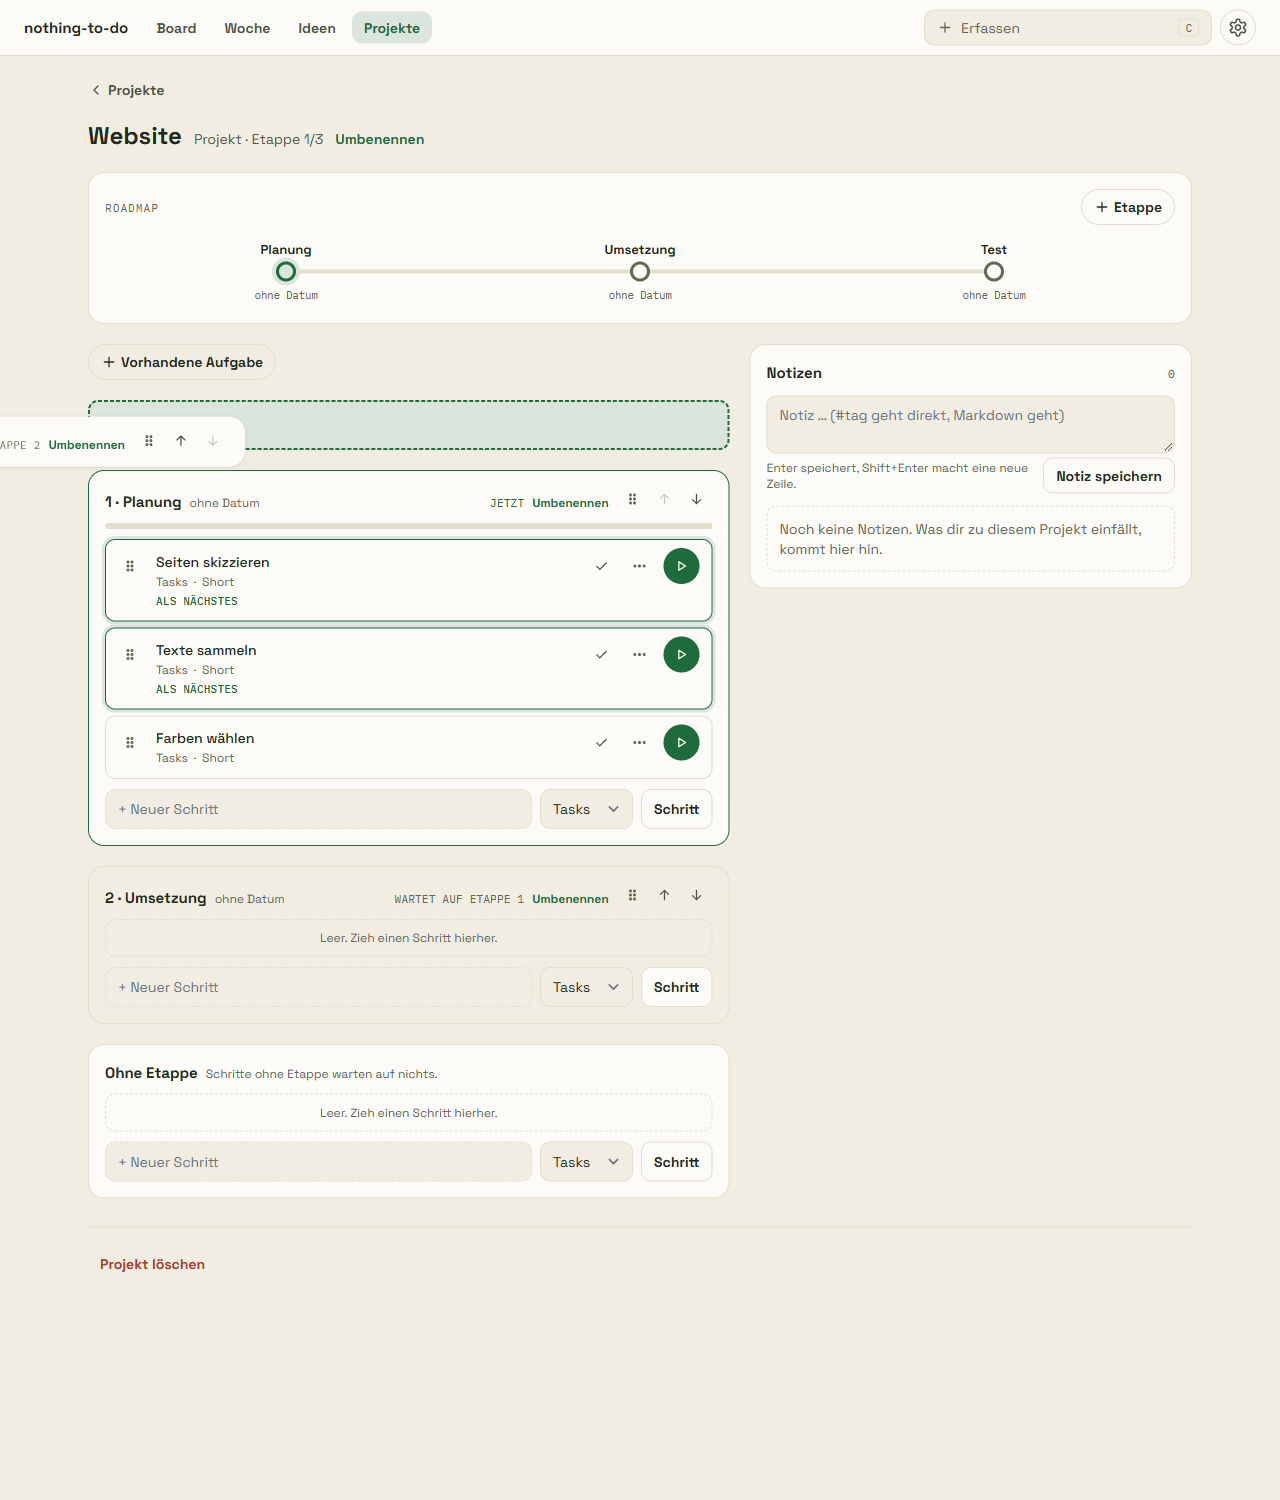 nothing-to-do Board Woche Ideen Projekte + Erfassen C
Projekte
Website Projekt · Etappe 1/3 Umbenennen
ROADMAP + Etappe
Planung Umsetzung Test
ohne Datum ohne Datum ohne Datum
+ Vorhandene Aufgabe
APPE 2 Umbenennen
1 · Planung ohne Datum JETZT Umbenennen
Seiten skizzieren
Tasks · Short
ALS NÄCHSTES
Texte sammeln
Tasks · Short
ALS NÄCHSTES
Farben wählen
Tasks · Short
+ Neuer Schritt Tasks Schritt
2 · Umsetzung ohne Datum WARTET AUF ETAPPE 1 Umbenennen
Leer. Zieh einen Schritt hierher.
+ Neuer Schritt Tasks Schritt
Ohne Etappe Schritte ohne Etappe warten auf nichts.
Leer. Zieh einen Schritt hierher.
+ Neuer Schritt Tasks Schritt
Notizen 0
Notiz … (#tag geht direkt, Markdown geht)
Enter speichert, Shift+Enter macht eine neue
Zeile.
Notiz speichern
Noch keine Notizen. Was dir zu diesem Projekt einfällt,
kommt hier hin.
Projekt löschen